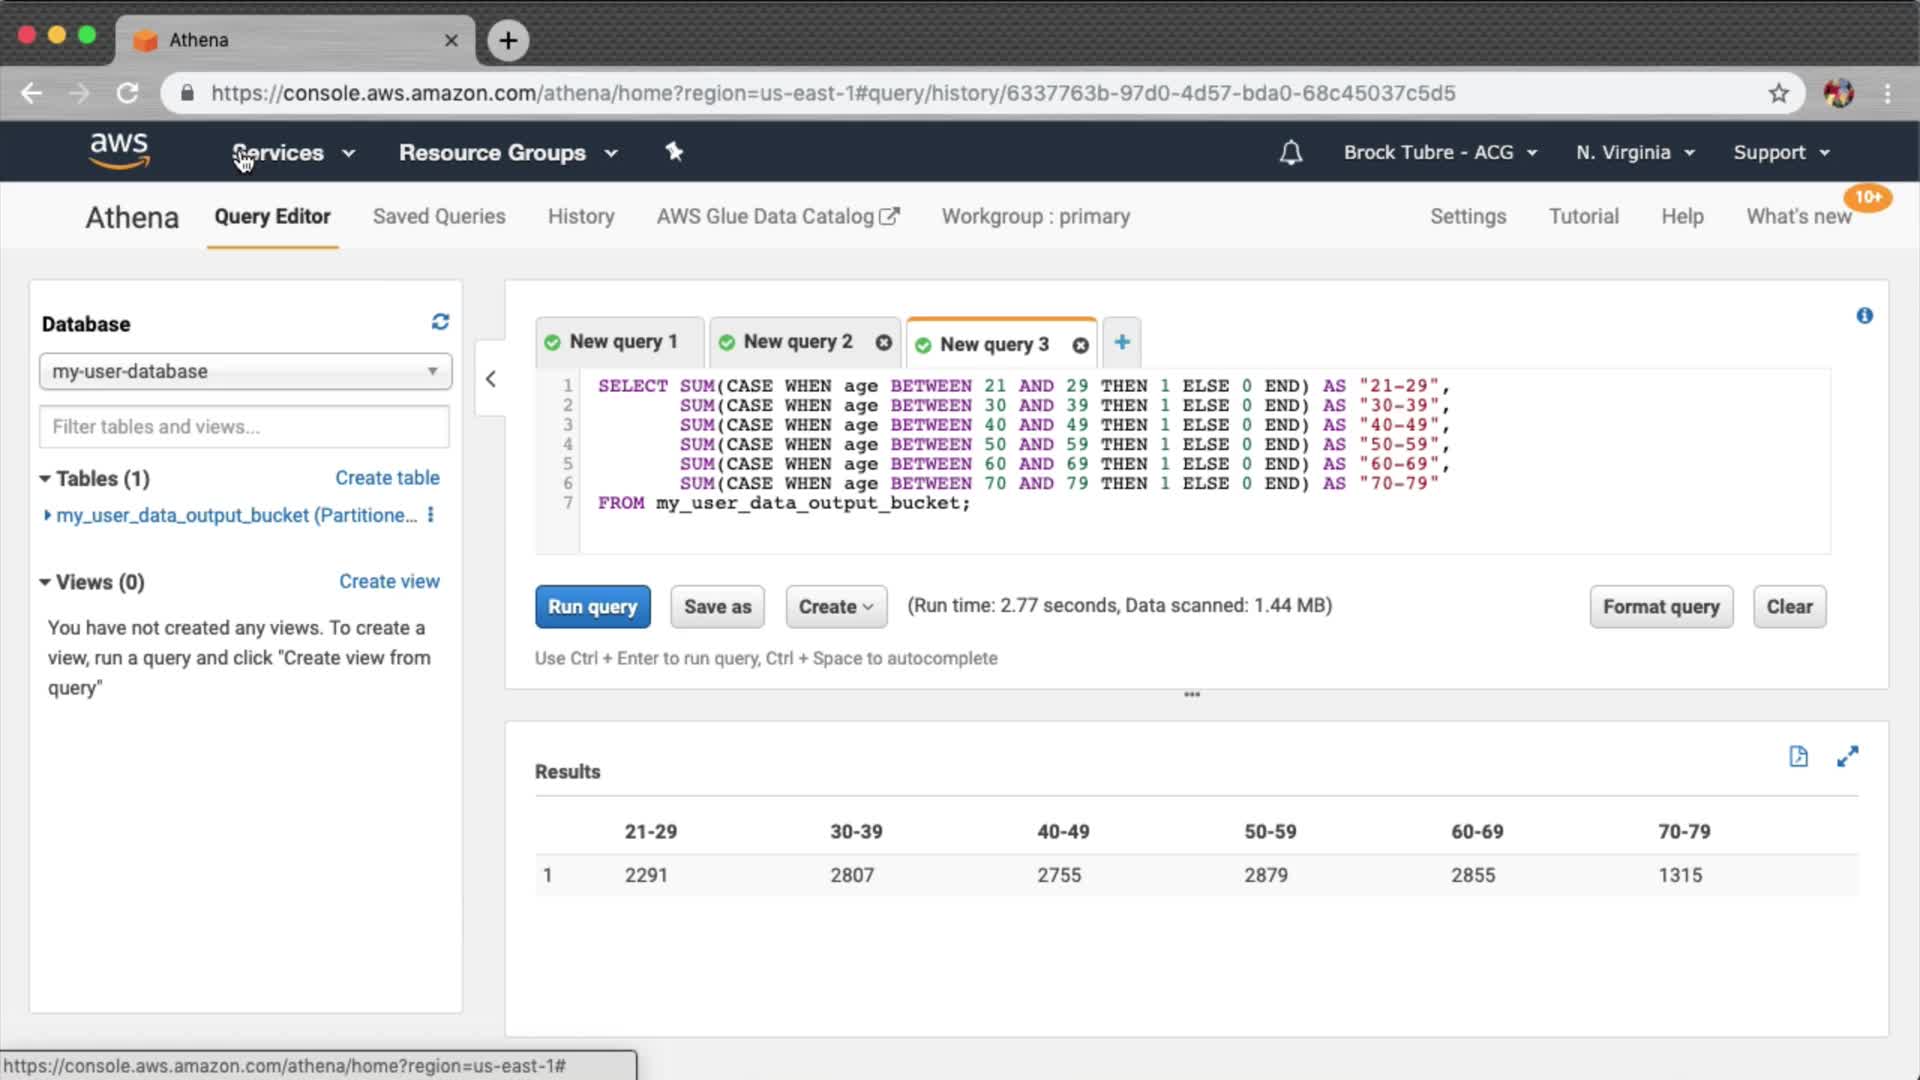 Athena
https://console.aws.amazon.com/athena/home?region=us-east-1#query/history/6337763b-97d0-4d57-bda0-68c45037c5d5
aws Services Resource Groups Brock Tubre - ACG N. Virginia Support
Athena Query Editor Saved Queries History AWS Glue Data Catalog Workgroup : primary Settings Tutorial Help What's new 10+
Database
my-user-database
Filter tables and views...
Tables (1) Create table
my_user_data_output_bucket (Partitione...
Views (0) Create view
You have not created any views. To create a
view, run a query and click "Create view from
query"
New query 1 New query 2 New query 3
1 SELECT SUM(CASE WHEN age BETWEEN 21 AND 29 THEN 1 ELSE 0 END) AS "21-29",
2 SUM(CASE WHEN age BETWEEN 30 AND 39 THEN 1 ELSE 0 END) AS "30-39",
3 SUM(CASE WHEN age BETWEEN 40 AND 49 THEN 1 ELSE 0 END) AS "40-49",
4 SUM(CASE WHEN age BETWEEN 50 AND 59 THEN 1 ELSE 0 END) AS "50-59",
5 SUM(CASE WHEN age BETWEEN 60 AND 69 THEN 1 ELSE 0 END) AS "60-69",
6 SUM(CASE WHEN age BETWEEN 70 AND 79 THEN 1 ELSE 0 END) AS "70-79"
7 FROM my_user_data_output_bucket;
Run query Save as Create (Run time: 2.77 seconds, Data scanned: 1.44 MB) Format query Clear
Use Ctrl + Enter to run query, Ctrl + Space to autocomplete
Results
21-29 30-39 40-49 50-59 60-69 70-79
1 2291 2807 2755 2879 2855 1315
https://console.aws.amazon.com/athena/home?region=us-east-1#